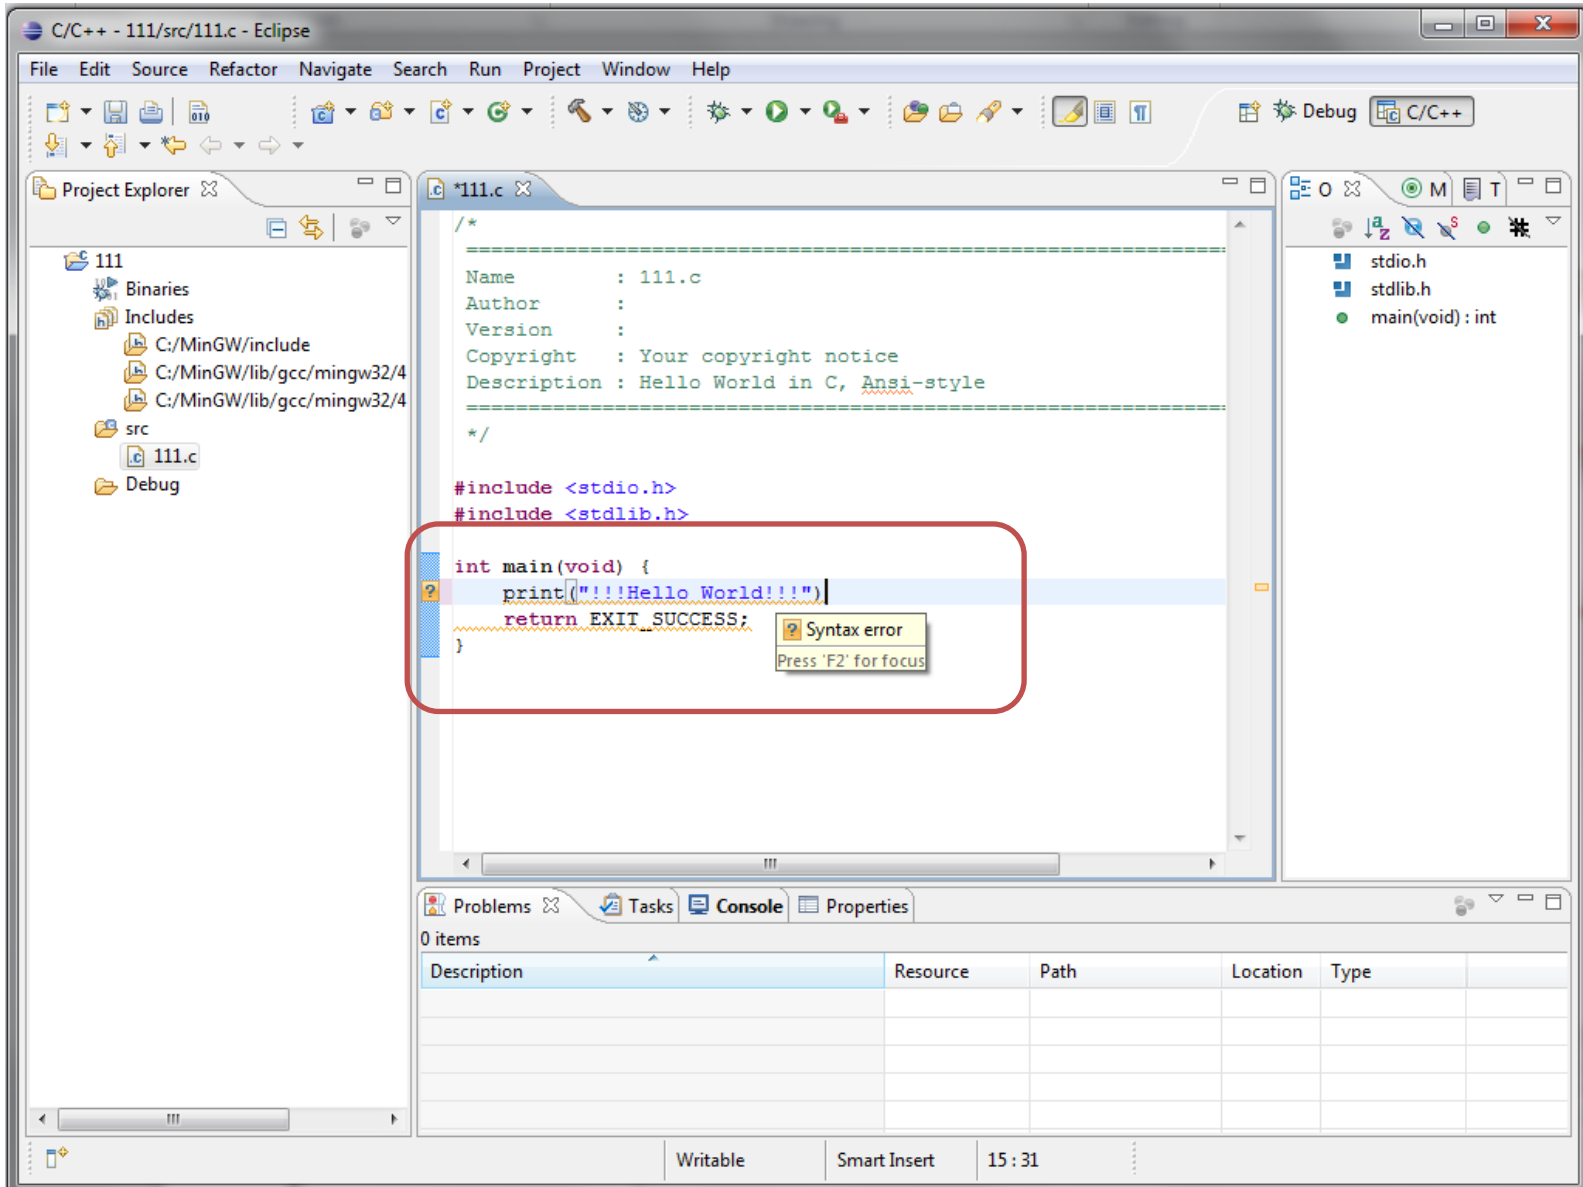 C/C++ - 111/src/111.c - Eclipse
File Edit Source Refactor Navigate Search Run Project Window Help
Debug C/C++
Project Explorer
111
Binaries
Includes
C:/MinGW/include
C:/MinGW/lib/gcc/mingw32/4
C:/MinGW/lib/gcc/mingw32/4
src
111.c
Debug
*111.c
/*
============================================================================
Name : 111.c
Author :
Version :
Copyright : Your copyright notice
Description : Hello World in C, Ansi-style
============================================================================
*/
#include <stdio.h>
#include <stdlib.h>
int main(void) {
print("!!!Hello World!!!")
return EXIT_SUCCESS;
}
Syntax error
Press 'F2' for focus
O M T
stdio.h
stdlib.h
main(void) : int
Problems Tasks Console Properties
0 items
Description Resource Path Location Type
Writable Smart Insert 15 : 31